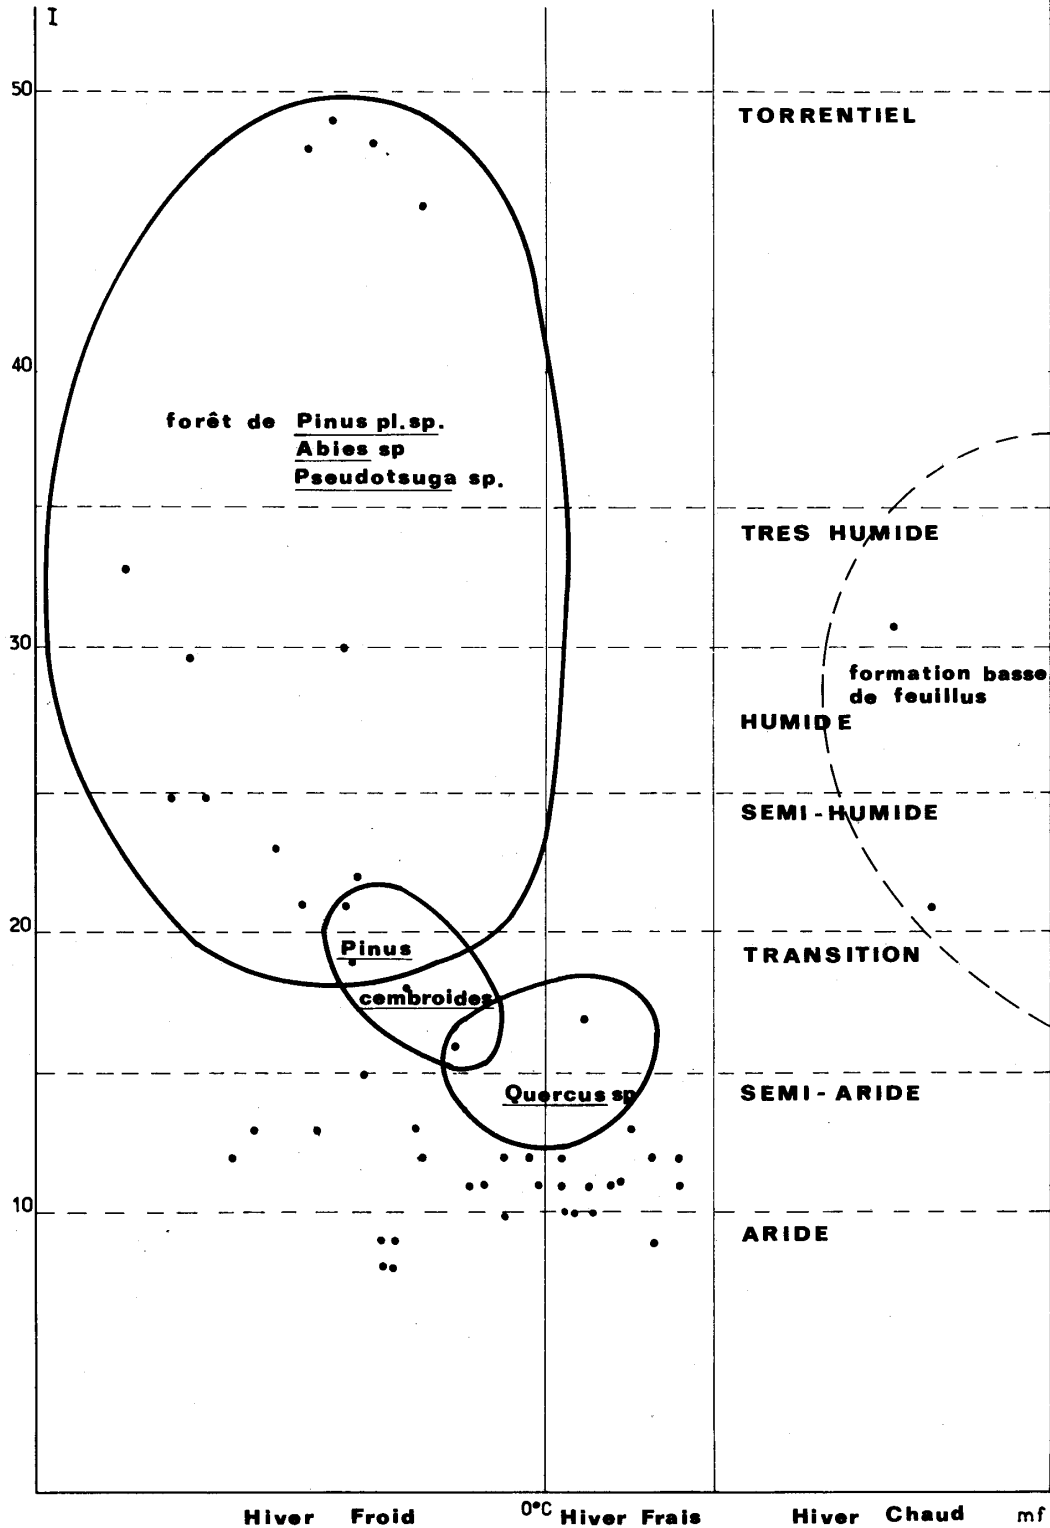 I
50
TORRENTIEL
40
forêt de Pinus pl.sp.
Abies sp
Pseudotsuga sp.
TRES HUMIDE
30
formation basse
de feuillus
HUMIDE
SEMI-HUMIDE
20
Pinus
TRANSITION
cembroides
Quercus sp
SEMI-ARIDE
10
ARIDE
Hiver Froid
0°C
Hiver Frais
Hiver Chaud
mf